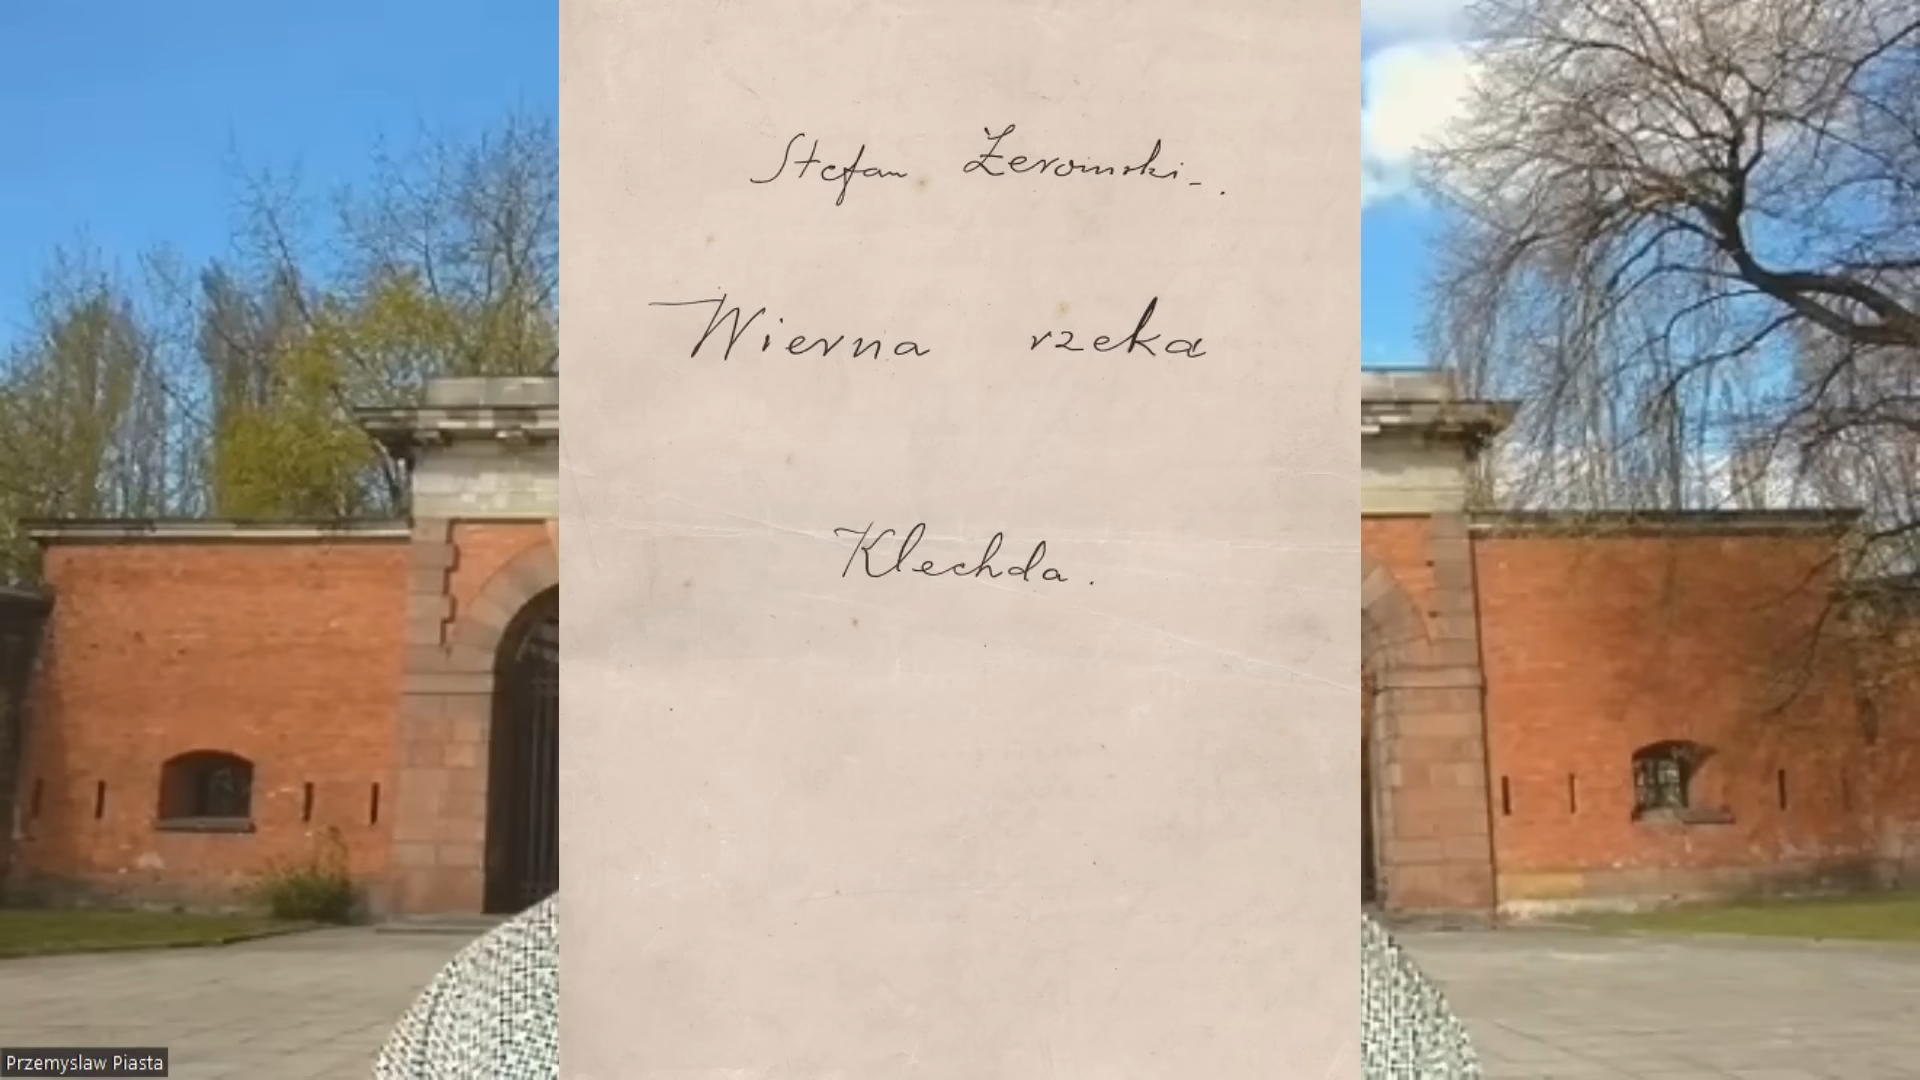 Stefan Żeromski
Wierna rzeka
Klechda.
Przemyslaw Piasta